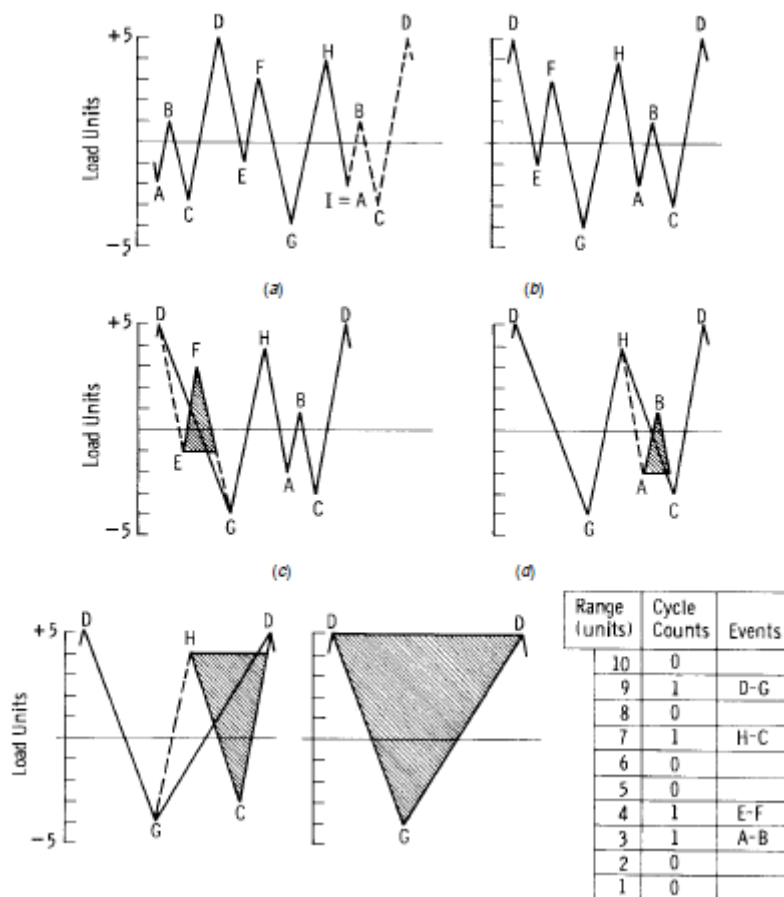 D
D
D
+5
H
H
F
F
B
B
B
Load Units
A
E
I = A
E
A
C
C
C
G
G
-5
(a)
(b)
D
D
D
D
+5
H
H
F
B
B
Load Units
E
A
A
C
C
G
G
-5
(c)
(d)
D
D
D
D
+5
H
Load Units
C
G
G
-5
Range (units) Cycle Counts Events
10 0
9 1 D-G
8 0
7 1 H-C
6 0
5 0
4 1 E-F
3 1 A-B
2 0
1 0